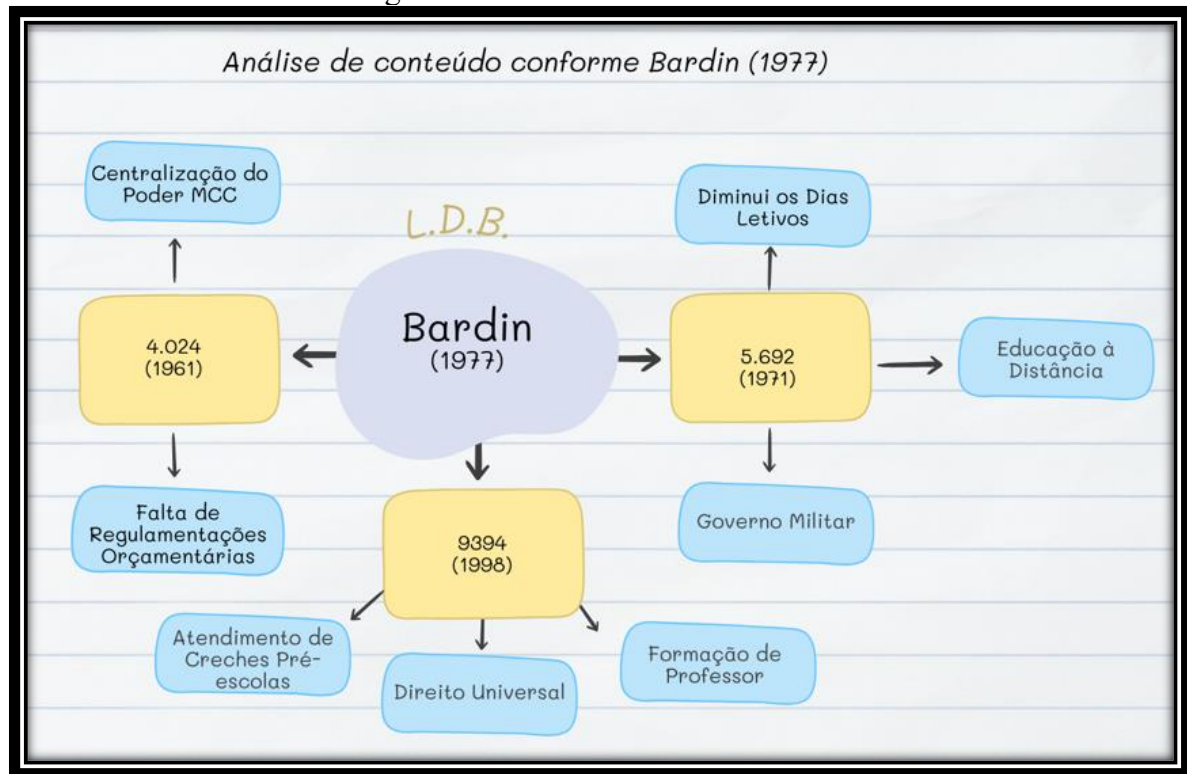 Análise de conteúdo conforme Bardin (1977)
Centralização do
Poder MCC
Diminui os Dias
Letivos
L.D.B.
Bardin
(1977)
4.024
(1961)
5.692
(1971)
Educação à
Distância
Falta de
Regulamentações
Orçamentárias
Governo Militar
9394
(1998)
Atendimento de
Creches Pré-
escolas
Direito Universal
Formação de
Professor